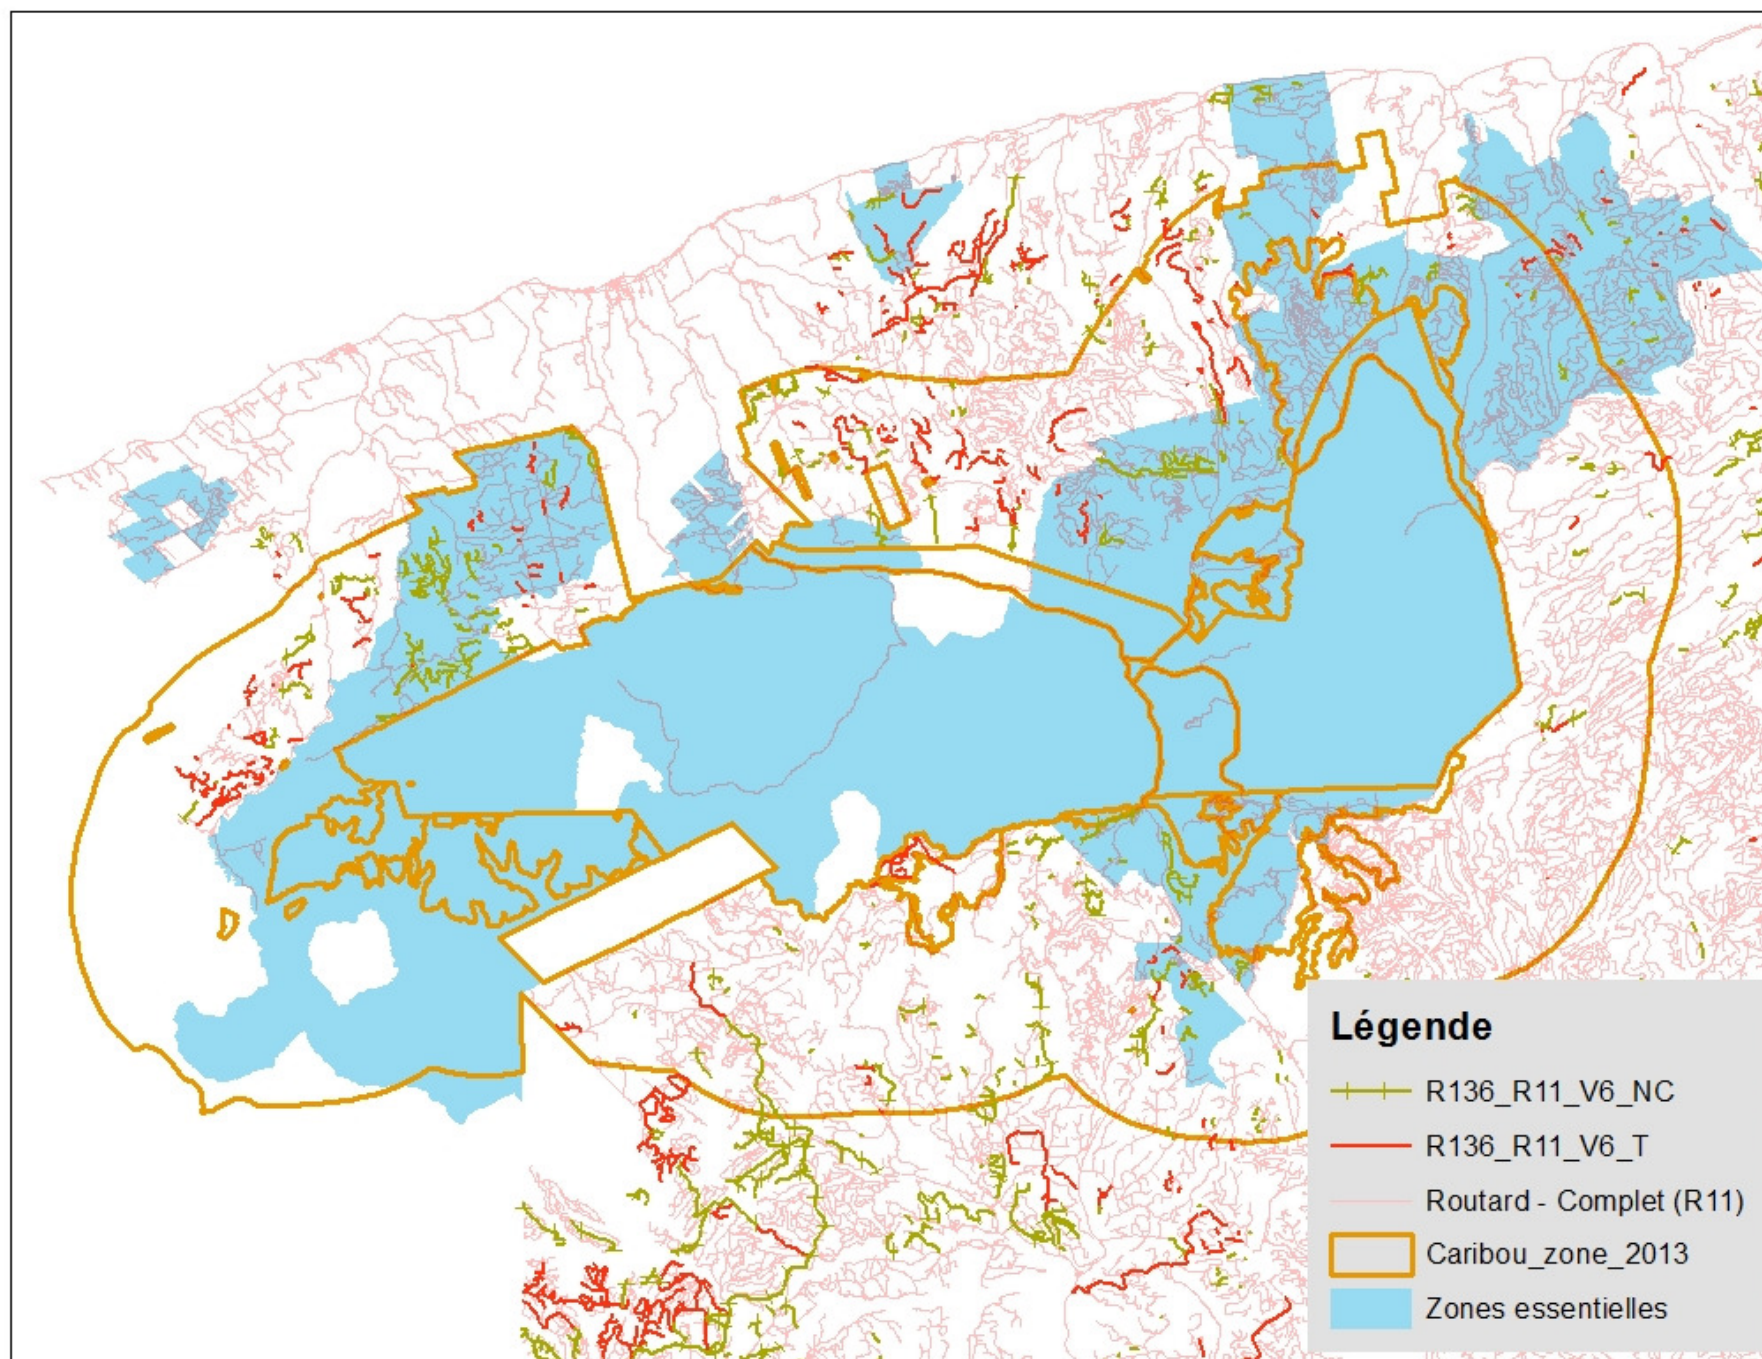 Légende
R136_R11_V6_NC
R136_R11_V6_T
Routard - Complet (R11)
Caribou_zone_2013
Zones essentielles